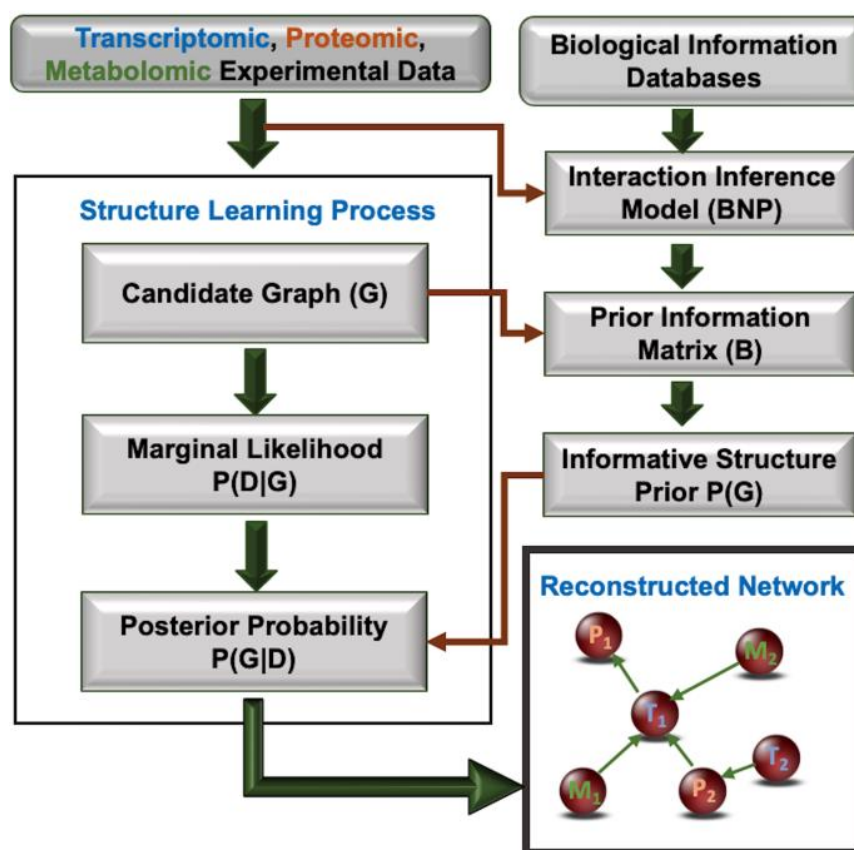 Transcriptomic, Proteomic,
Metabolomic Experimental Data
Biological Information
Databases
Interaction Inference
Model (BNP)
Structure Learning Process
Candidate Graph (G)
Prior Information
Matrix (B)
Marginal Likelihood
P(D|G)
Informative Structure
Prior P(G)
Posterior Probability
P(G|D)
Reconstructed Network
P₁
M₂
T₁
T₂
M₁
P₂